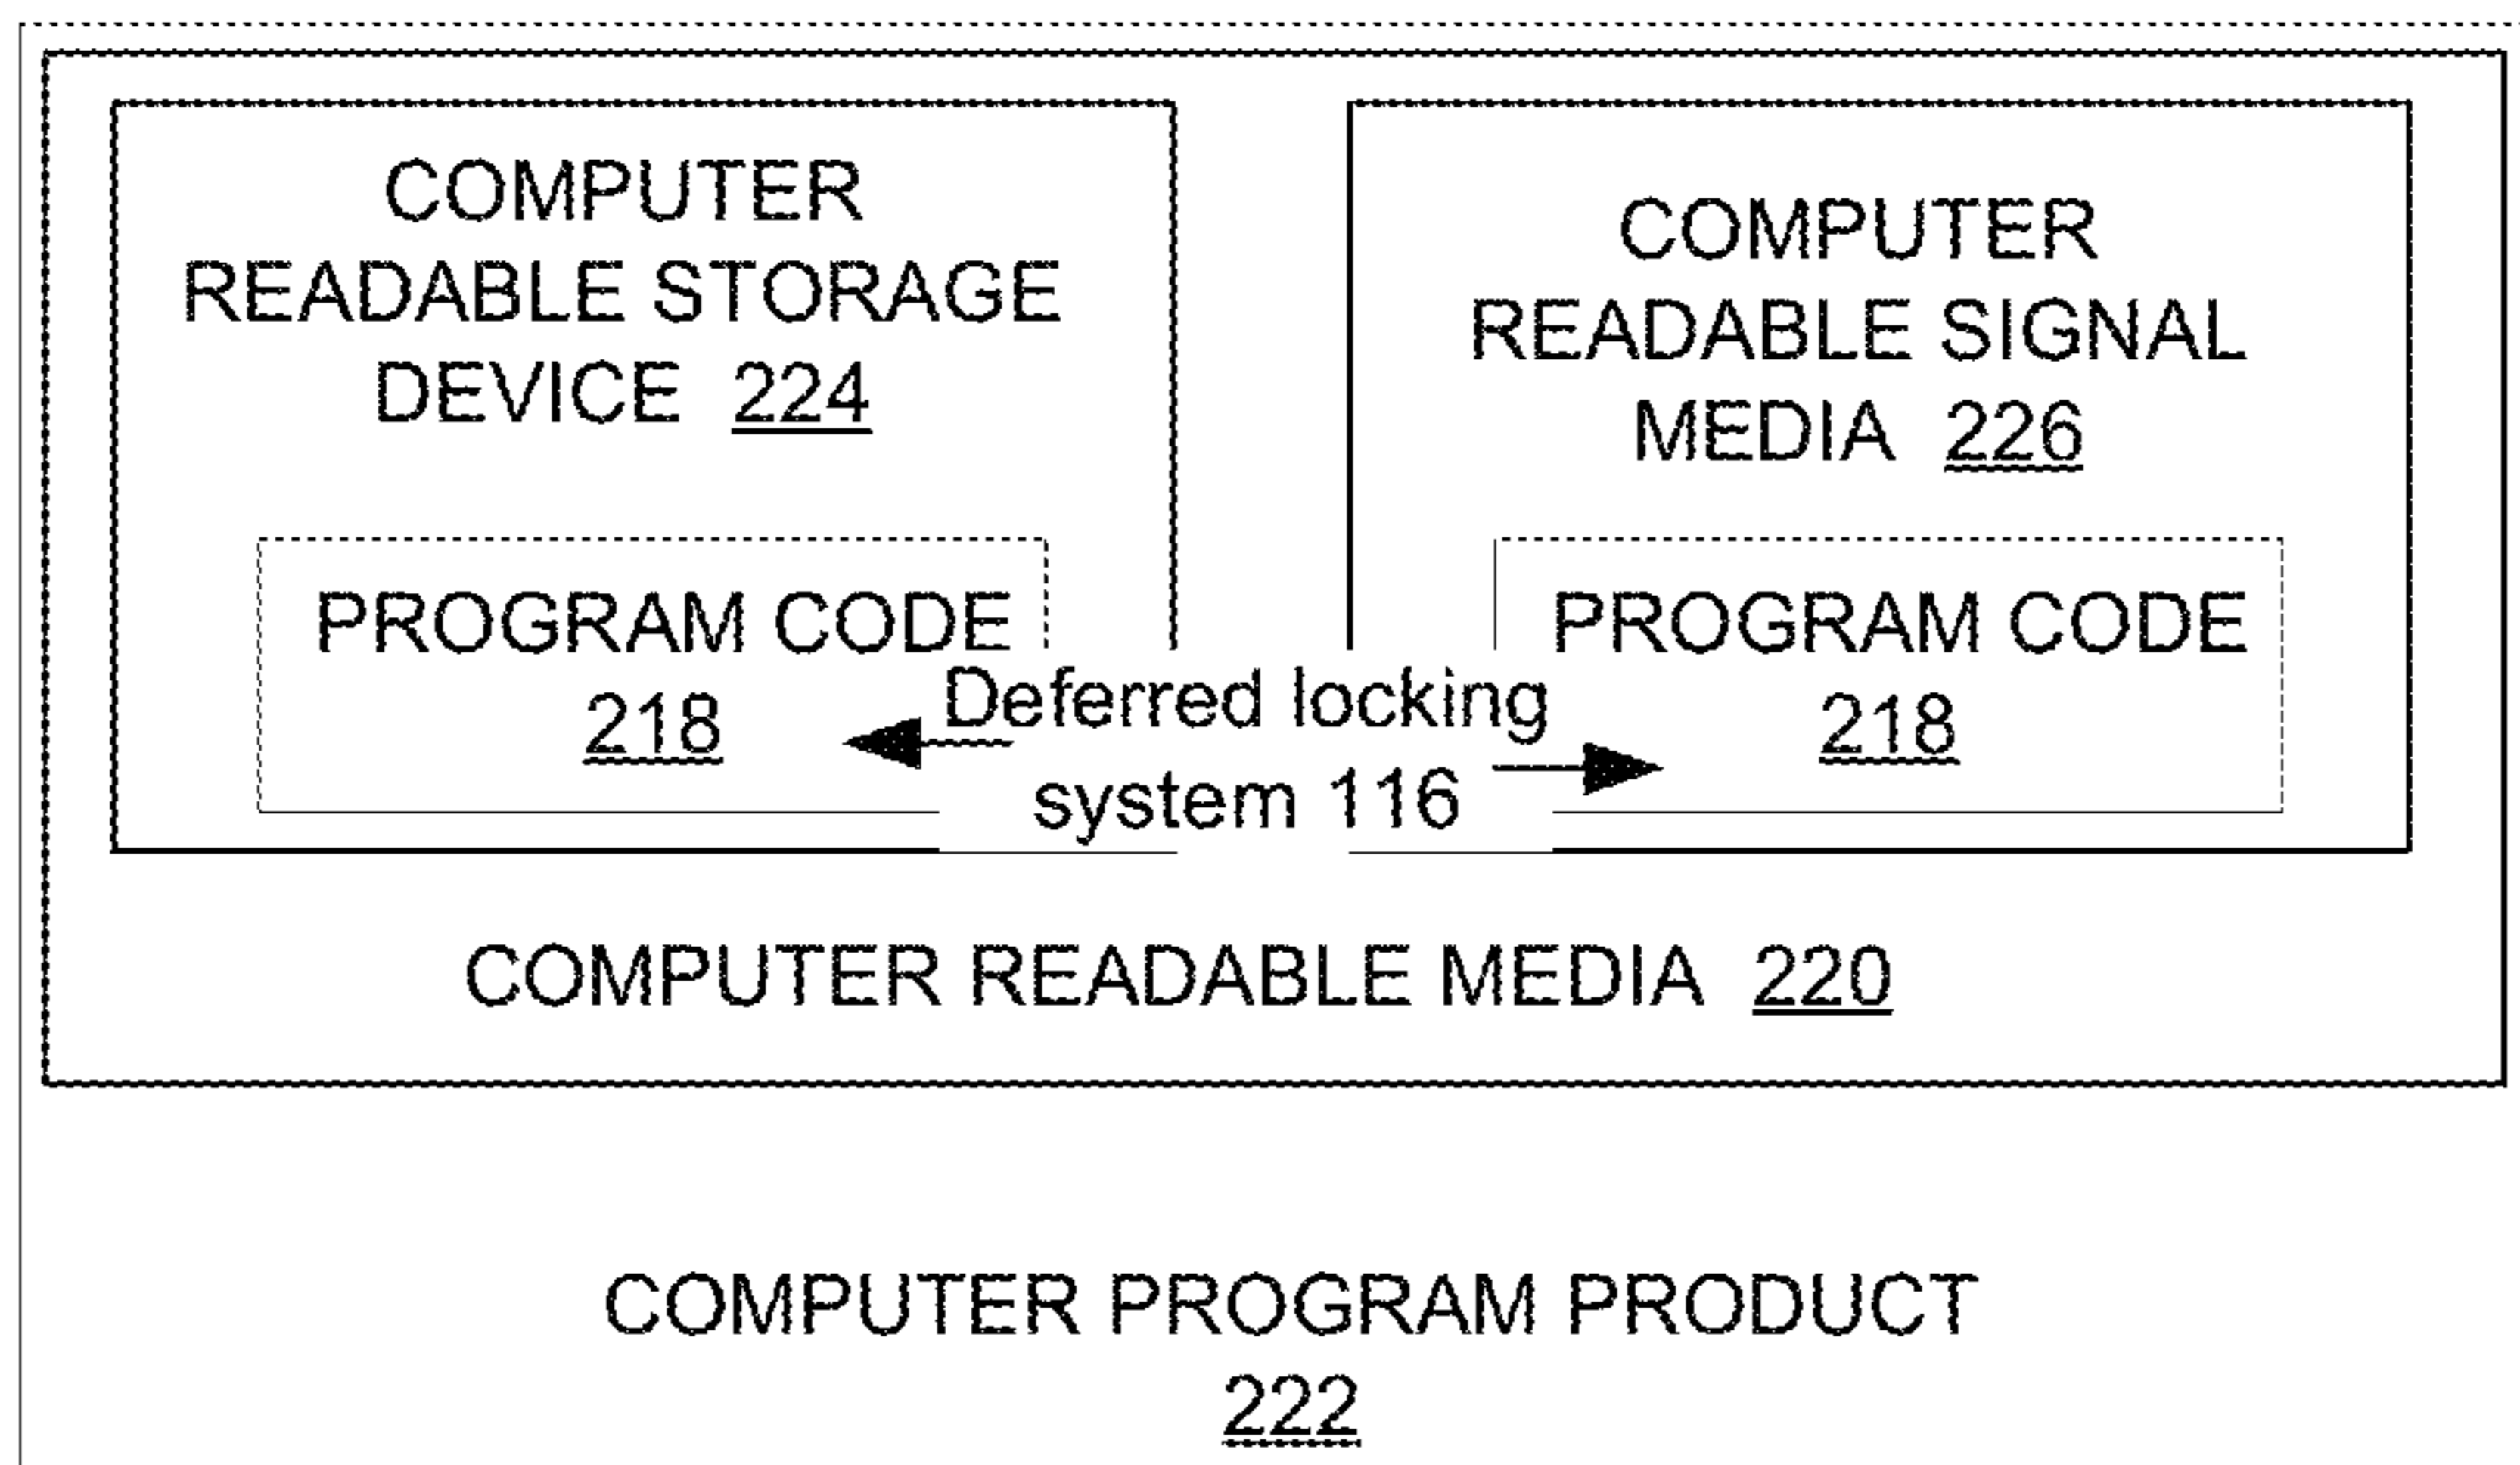 COMPUTER
READABLE STORAGE
DEVICE 224
COMPUTER
READABLE SIGNAL
MEDIA 226
PROGRAM CODE
218
Deferred locking
system 116
PROGRAM CODE
218
COMPUTER READABLE MEDIA 220
COMPUTER PROGRAM PRODUCT
222